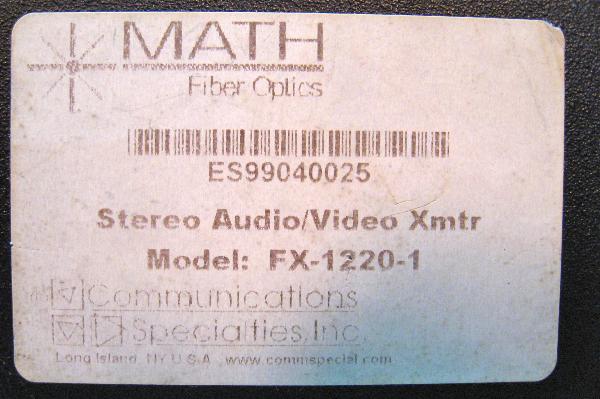 MATH
Fiber Optics
ES99040025
Stereo Audio/Video Xmtr
Model: FX-1220-1
Communications
Specialties, Inc.
Long Island, NY U.S.A. www.commspecial.com